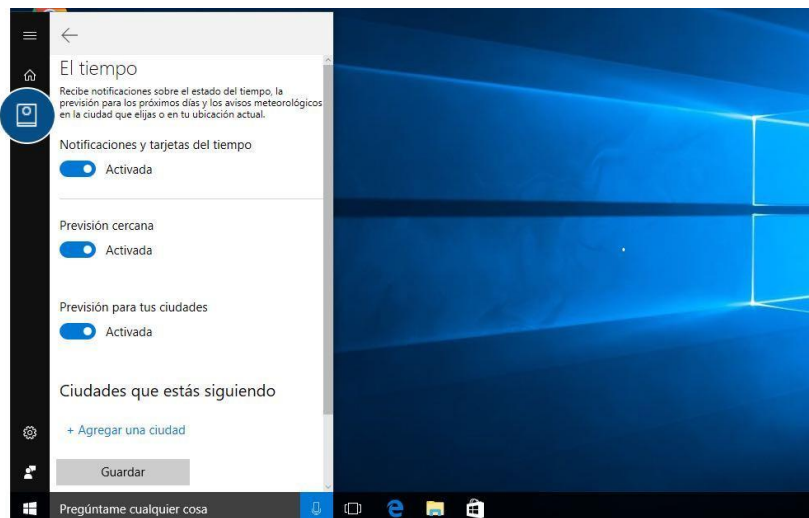 El tiempo
Recibe notificaciones sobre el estado del tiempo, la
previsión para los próximos días y los avisos meteorológicos
en la ciudad que elijas o en tu ubicación actual.
Notificaciones y tarjetas del tiempo
Activada
Previsión cercana
Activada
Previsión para tus ciudades
Activada
Ciudades que estás siguiendo
+ Agregar una ciudad
Guardar
Pregúntame cualquier cosa